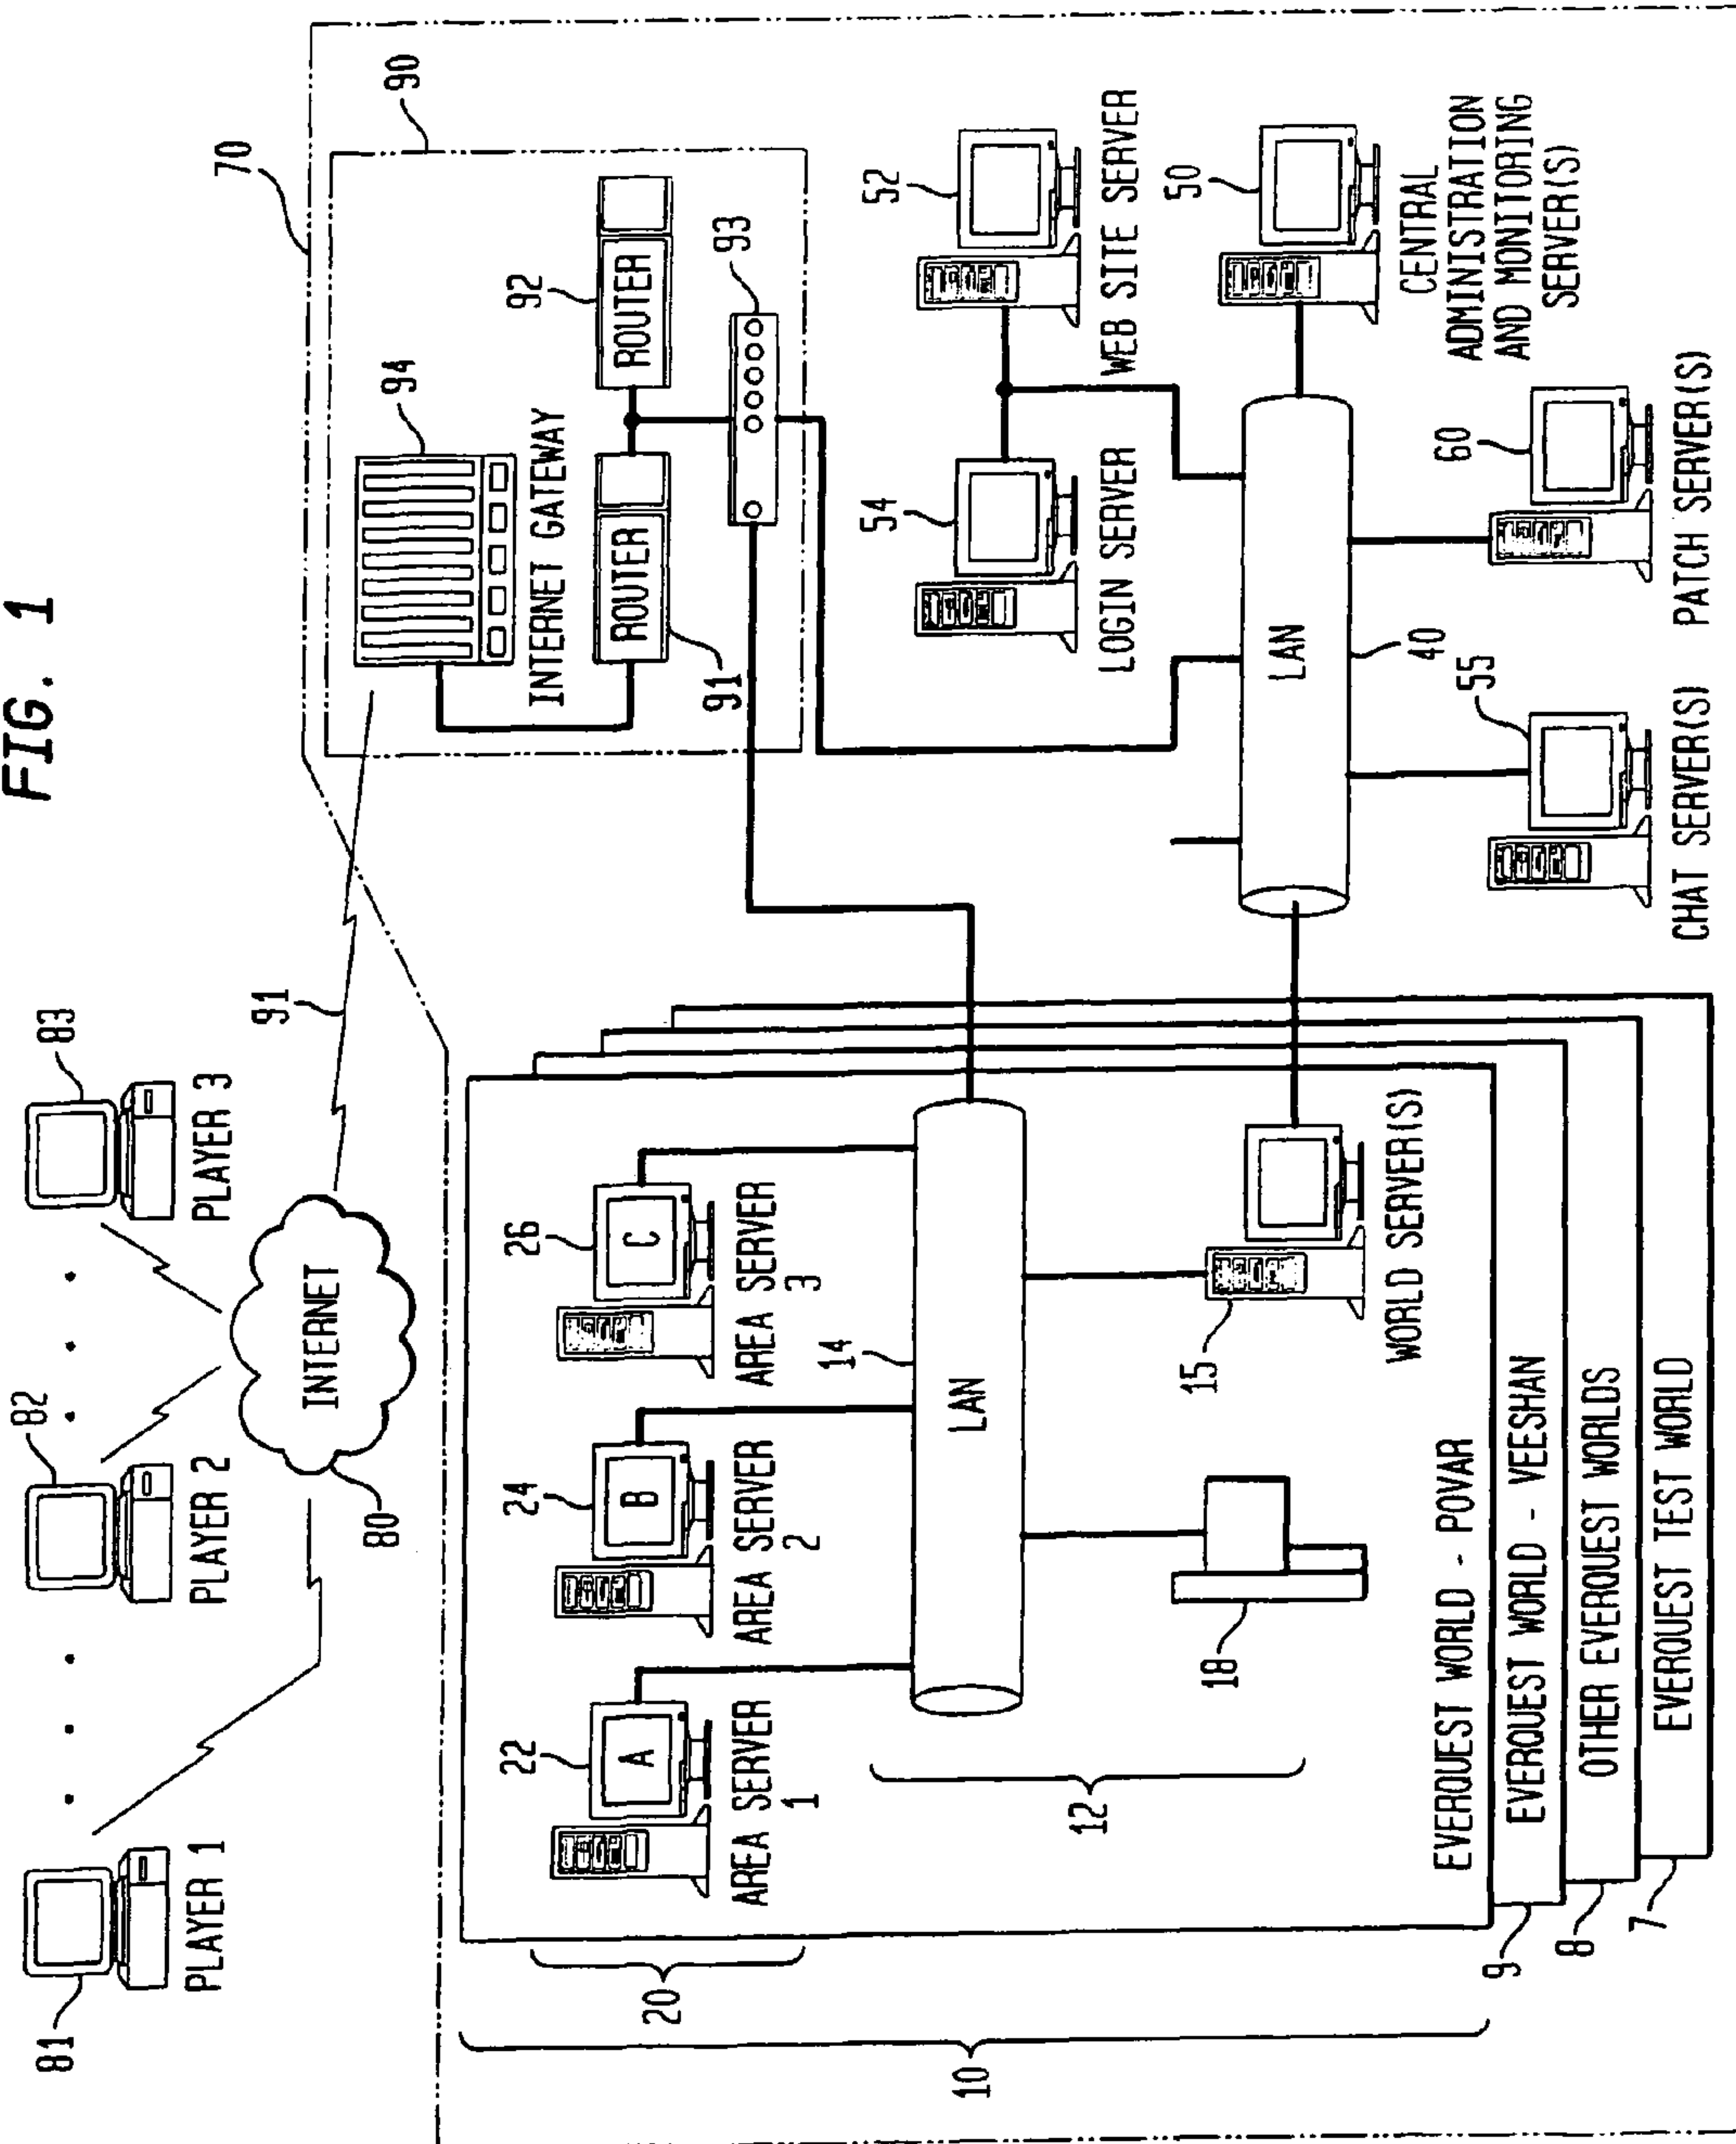 FIG. 1
81
PLAYER 1
82
PLAYER 2
83
PLAYER 3
INTERNET
80
91
70
90
94
INTERNET GATEWAY
ROUTER
91
ROUTER
92
93
10
20
22
A
AREA SERVER
1
24
B
AREA SERVER
2
26
C
AREA SERVER
3
14
LAN
12
18
15
WORLD SERVER(S)
EVERQUEST WORLD - POVAR
9
EVERQUEST WORLD - VEESHAN
8
OTHER EVERQUEST WORLDS
7
EVERQUEST TEST WORLD
54
LOGIN SERVER
52
WEB SITE SERVER
LAN
40
50
CENTRAL
ADMINISTRATION
AND MONITORING
SERVER(S)
55
CHAT SERVER(S)
60
PATCH SERVER(S)